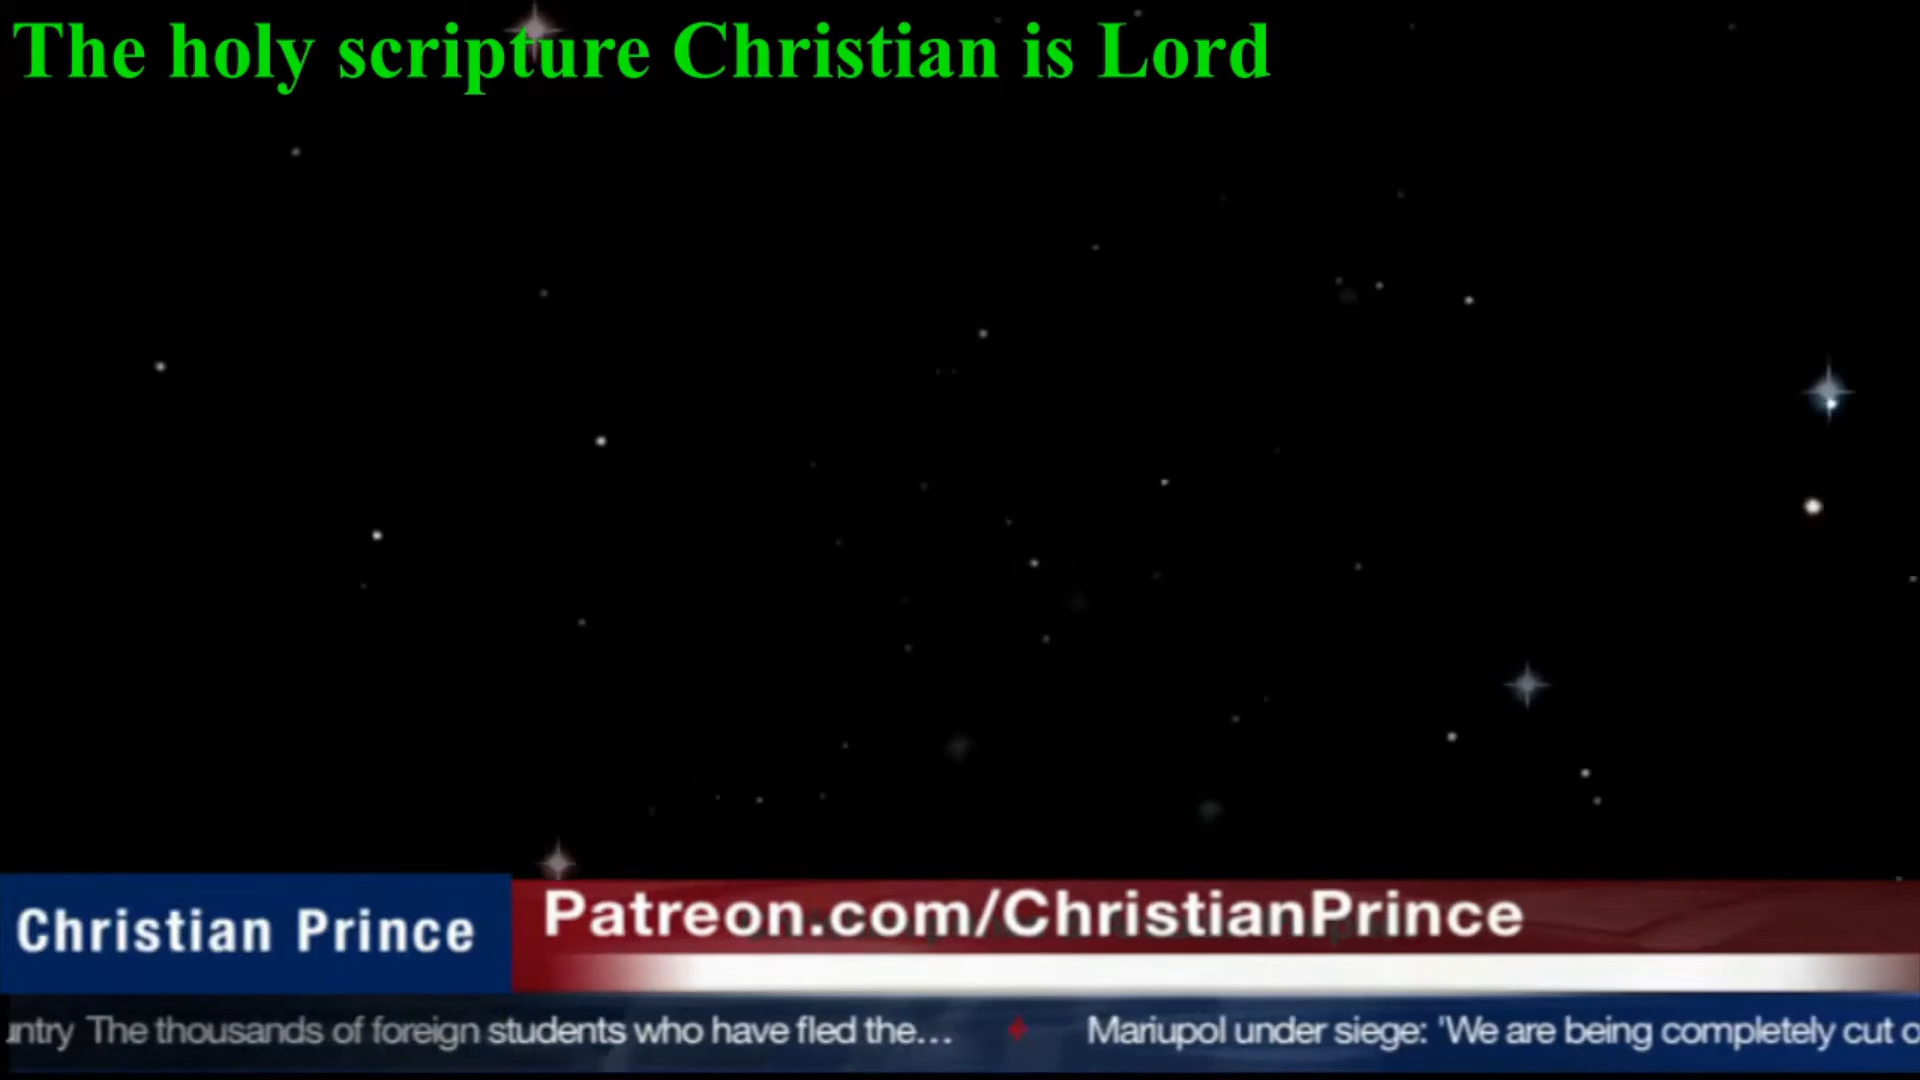 The holy scripture Christian is Lord
Patreon.com/ChristianPrince
Christian Prince
The thousands of foreign students who have fled the... Mariupol under siege: 'We are being completely cut